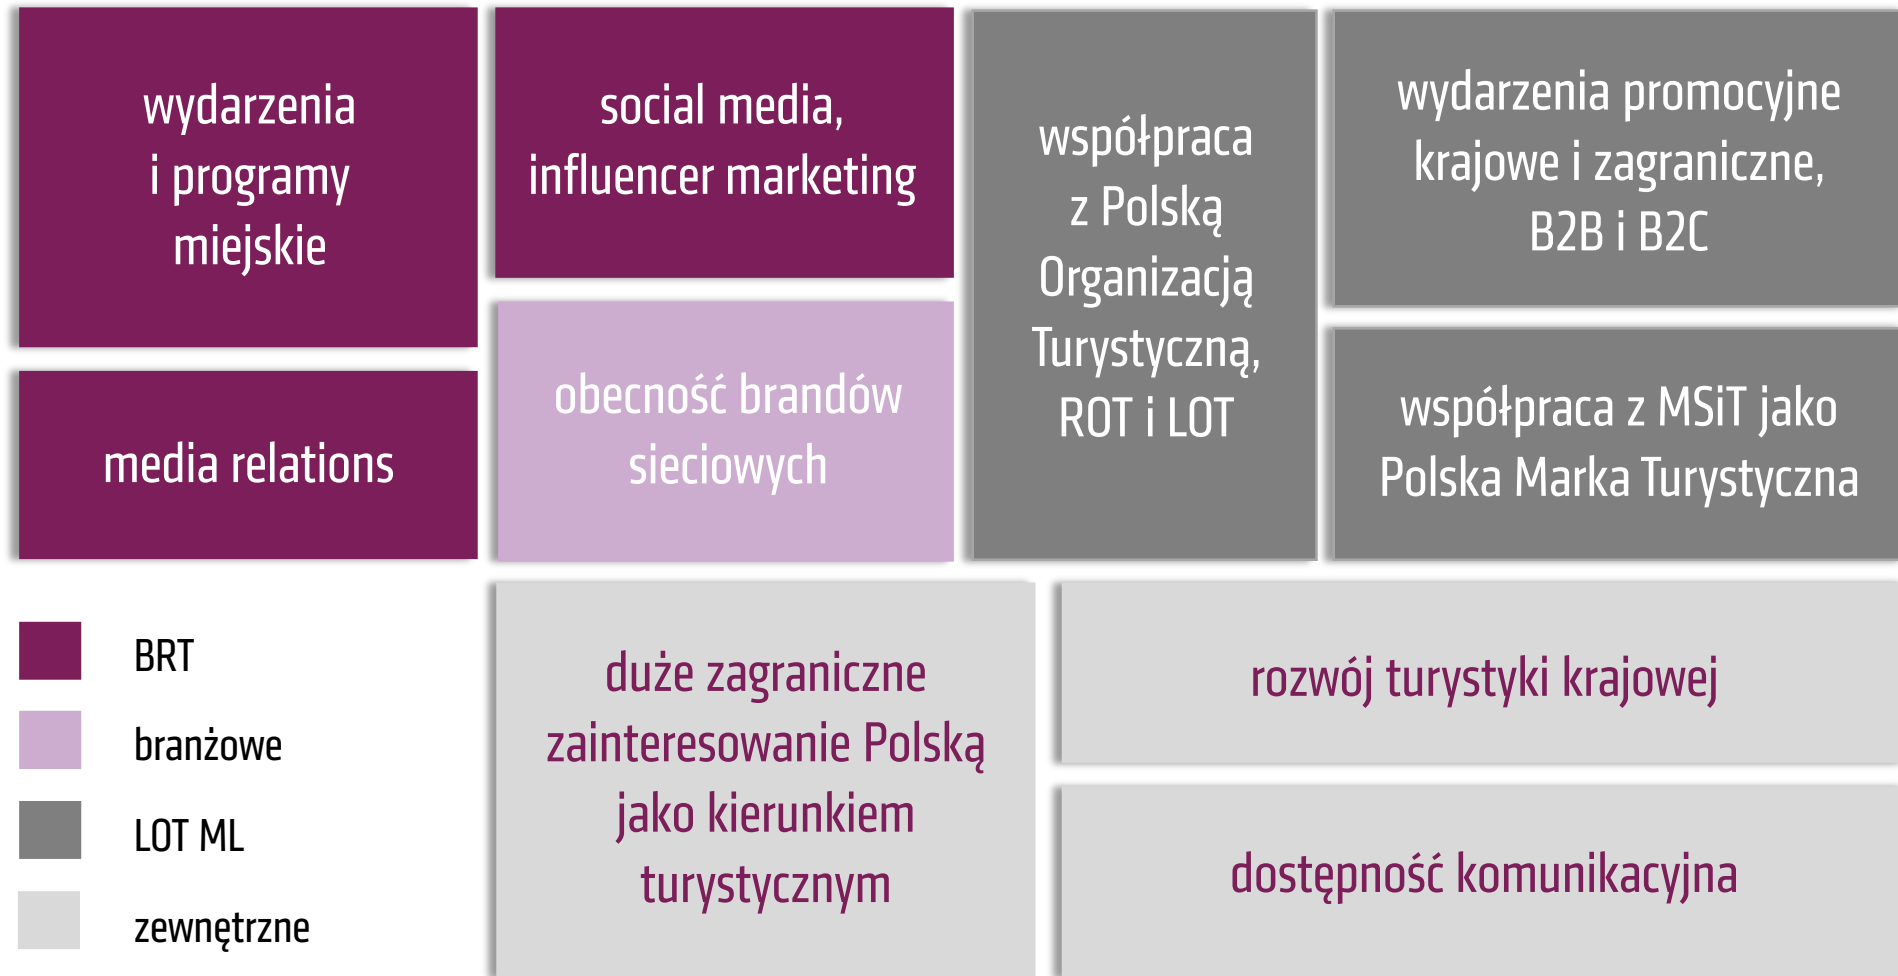 wydarzenia
i programy
miejskie
social media,
influencer marketing
współpraca
z Polską
Organizacją
Turystyczną,
ROT i LOT
wydarzenia promocyjne
krajowe i zagraniczne,
B2B i B2C
media relations
obecność brandów
sieciowych
współpraca z MSiT jako
Polska Marka Turystyczna
BRT
branżowe
LOT ML
zewnętrzne
duże zagraniczne
zainteresowanie Polską
jako kierunkiem
turystycznym
rozwój turystyki krajowej
dostępność komunikacyjna